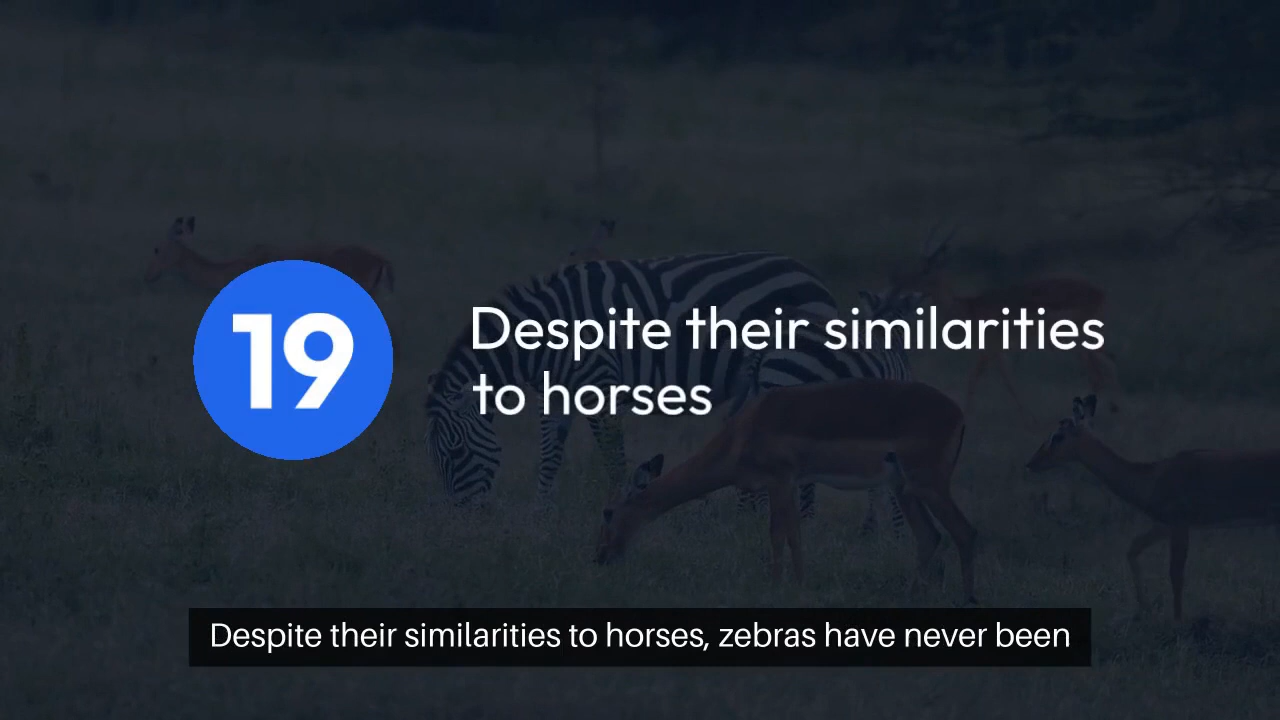 19
Despite their similarities
to horses
Despite their similarities to horses, zebras have never been